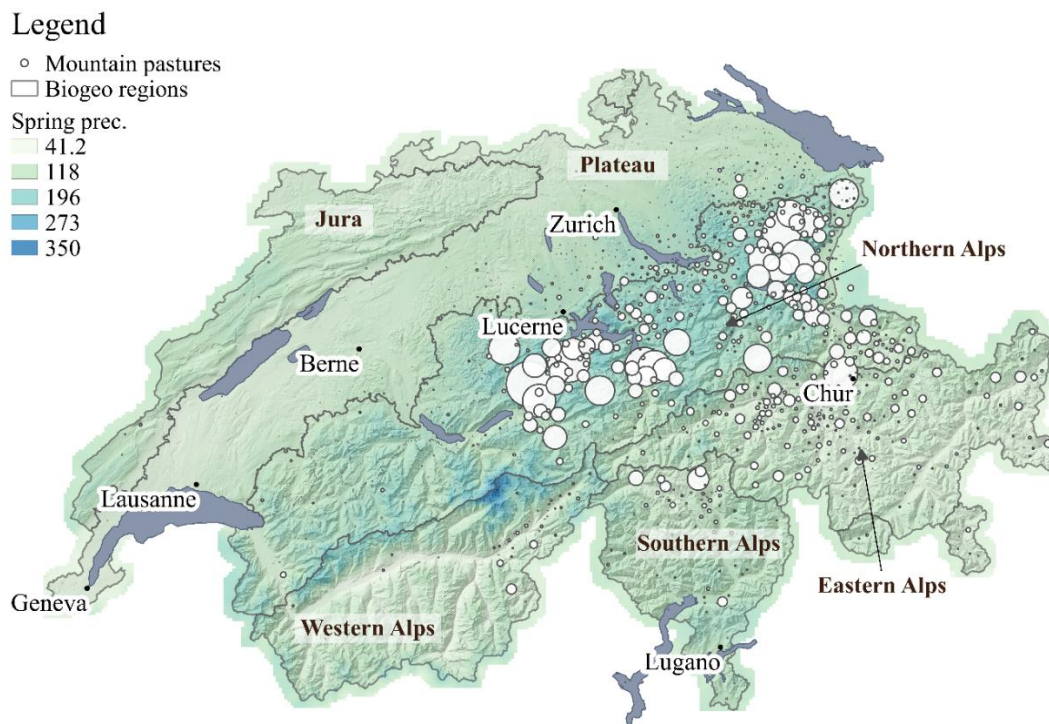 Legend
Mountain pastures
Biogeo regions
Spring prec.
41.2
118
196
273
350
Plateau
Jura
Zurich
Northern Alps
Lucerne
Berne
Chur
Lausanne
Southern Alps
Eastern Alps
Geneva
Western Alps
Lugano